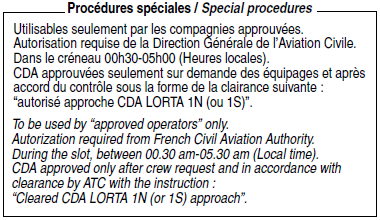 Procédures spéciales / Special procedures
Utilisables seulement par les compagnies approuvées.
Autorisation requise de la Direction Générale de l'Aviation Civile.
Dans le créneau 00h30-05h00 (Heures locales).
CDA approuvées seulement sur demande des équipages et après
accord du contrôle sous la forme de la clairance suivante :
“autorisé approche CDA LORTA 1N (ou 1S)”.
To be used by “approved operators” only.
Autorization required from French Civil Aviation Authority.
During the slot, between 00.30 am-05.30 am (Local time).
CDA approved only after crew request and in accordance with
clearance by ATC with the instruction :
“Cleared CDA LORTA 1N (or 1S) approach”.